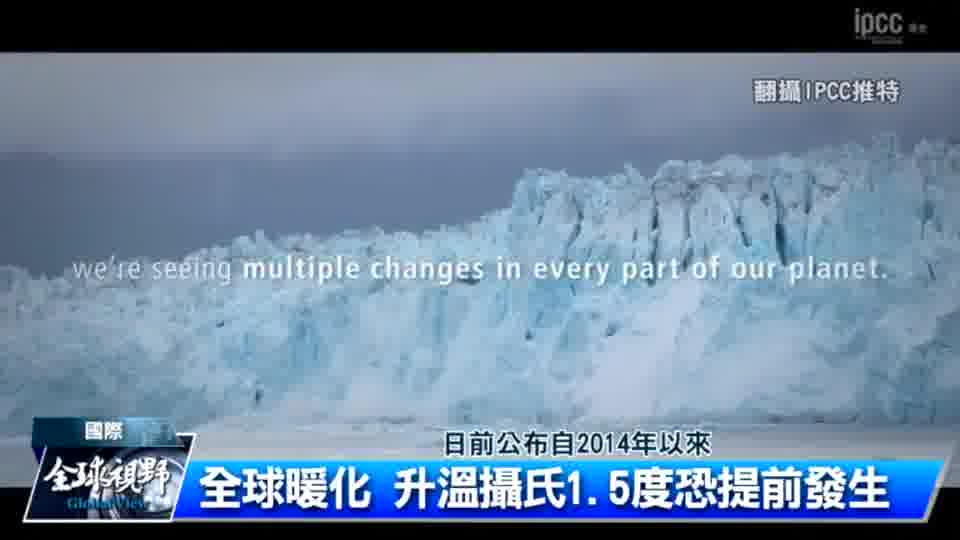 ipcc
翻攝IPCC推特
we're seeing multiple changes in every part of our planet.
國際
日前公布自2014年以來
全球視野
Global View
全球暖化 升溫攝氏1.5度恐提前發生